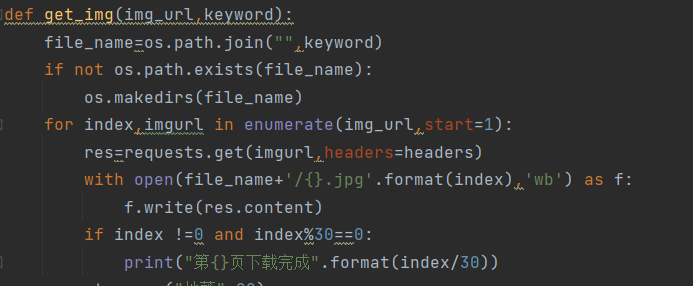 def get_img(img_url,keyword):
    file_name=os.path.join("",keyword)
    if not os.path.exists(file_name):
        os.makedirs(file_name)
    for index,imgurl in enumerate(img_url,start=1):
        res=requests.get(imgurl,headers=headers)
        with open(file_name+'/{}.jpg'.format(index),'wb') as f:
            f.write(res.content)
        if index !=0 and index%30==0:
            print("第{}页下载完成".format(index/30))